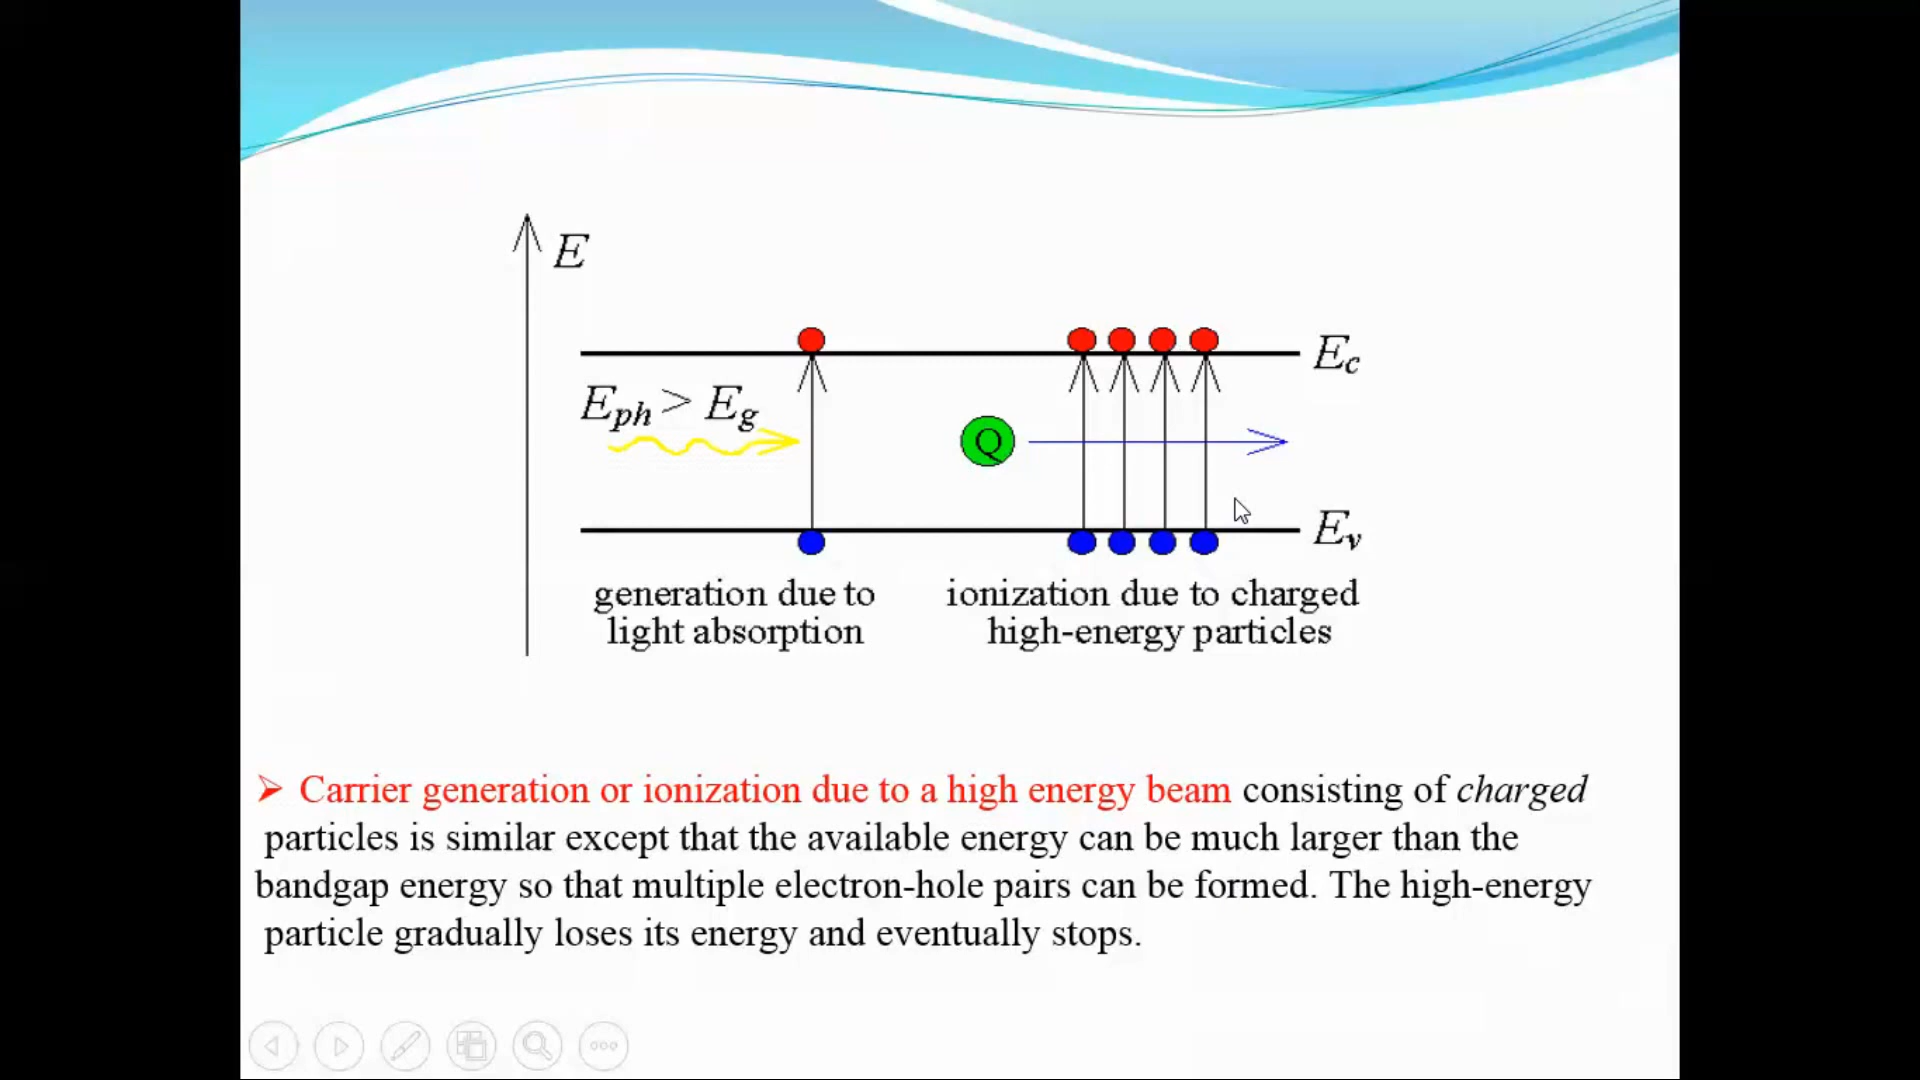 E
Ec
Eph > Eg
Q
Ev
generation due to
light absorption
ionization due to charged
high-energy particles
➢ Carrier generation or ionization due to a high energy beam consisting of charged
particles is similar except that the available energy can be much larger than the
bandgap energy so that multiple electron-hole pairs can be formed. The high-energy
particle gradually loses its energy and eventually stops.